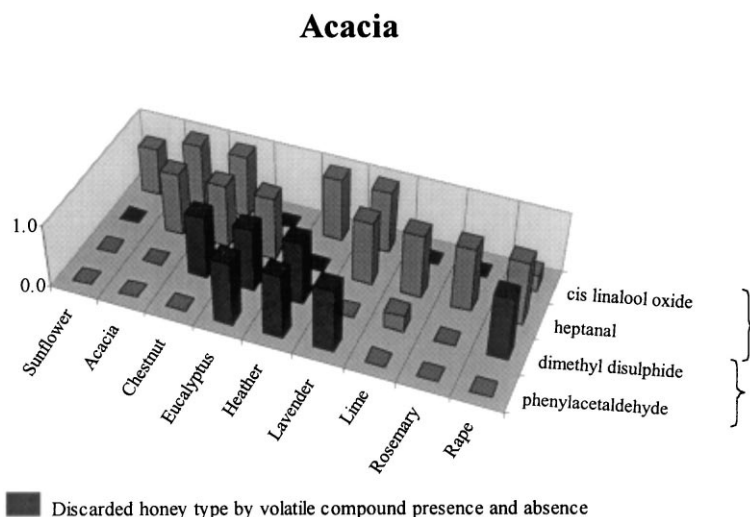 Acacia
1.0
0.0
Sunflower
Acacia
Chestnut
Eucalyptus
Heather
Lavender
Lime
Rosemary
Rape
cis linalool oxide
heptanal
dimethyl disulphide
phenylacetaldehyde
Discarded honey type by volatile compound presence and absence